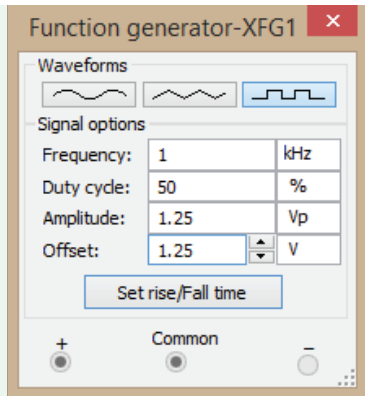 Function generator-XFG1
Waveforms
Signal options
Frequency: 1 kHz
Duty cycle: 50 %
Amplitude: 1.25 Vp
Offset: 1.25 V
Set rise/Fall time
+ Common −